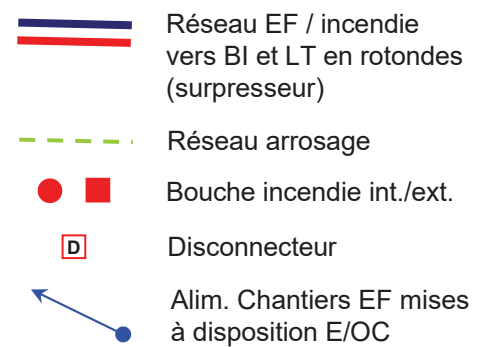 Réseau EF / incendie
vers BI et LT en rotondes
(surpresseur)
Réseau arrosage
Bouche incendie int./ext.
D Disconnecteur
Alim. Chantiers EF mises
à disposition E/OC